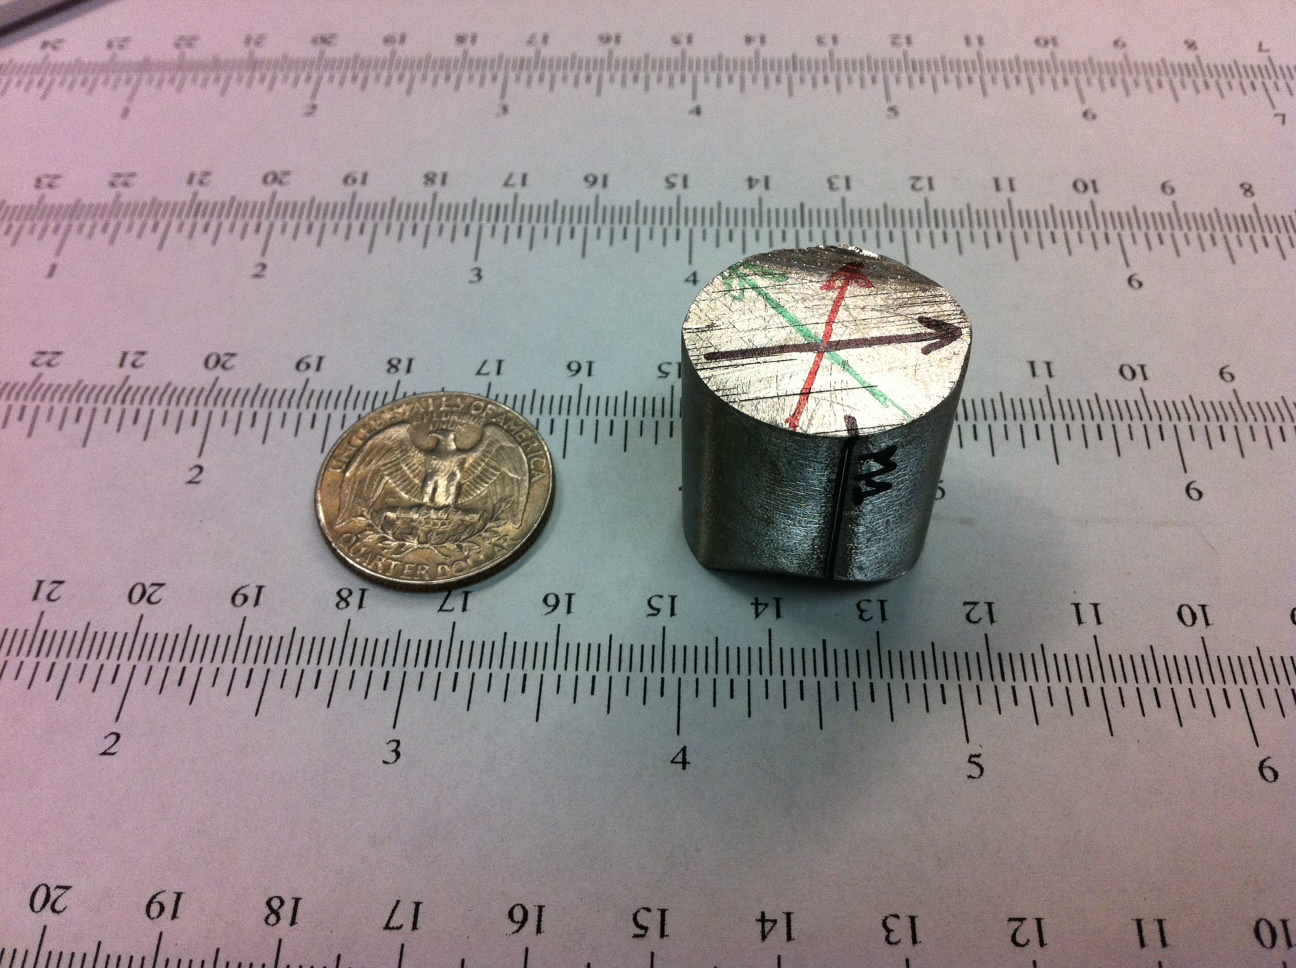 24 23 22 21 20 19 18 17 16 15 14 13 12 11 10 9 8 7
1 2 3 4 5 6 7
23 22 21 20 19 18 17 16 15 14 13 12 11 10 9 8
1 2 3 4 6
22 21 20 19 18 17 16 15 11 10 9
2 6
UNITED STATES OF AMERICA
QUARTER DOLLAR
21 20 19 18 17 16 15 14 13 12 11 10 9
2 3 4 5 6
20 19 18 17 16 15 14 13 12 11 10